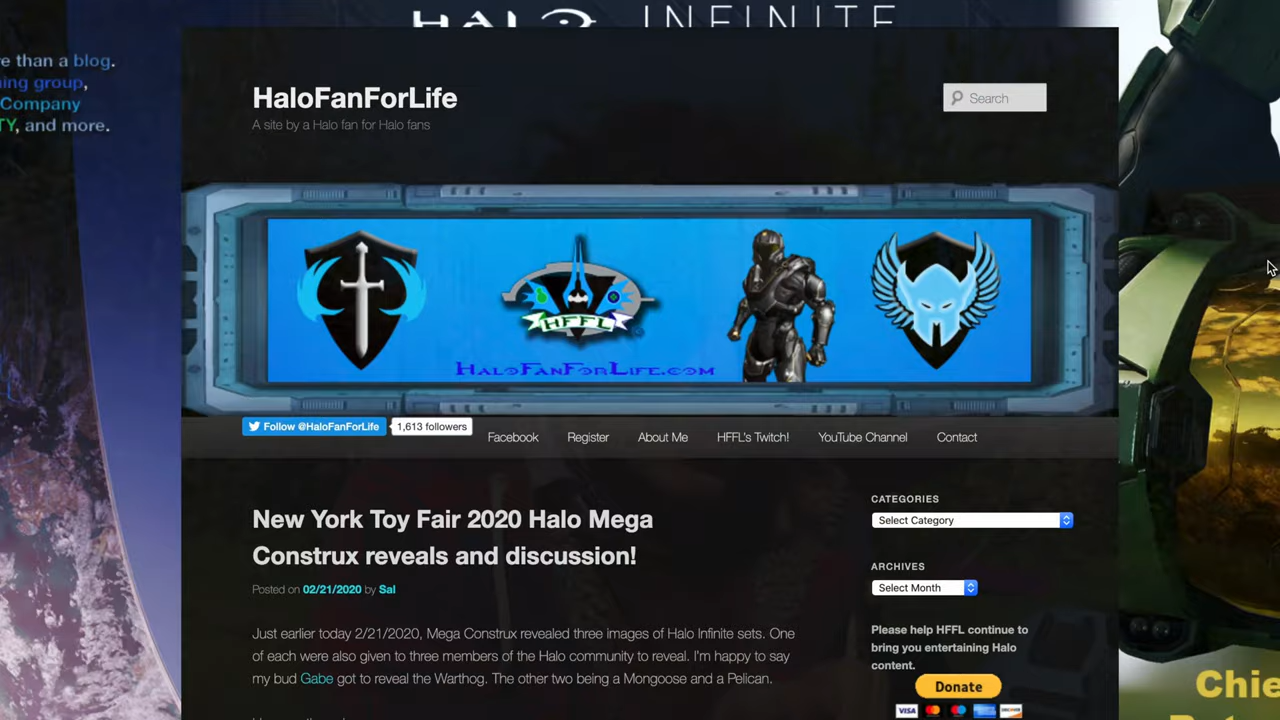 HALO INFINITE
re than a blog.
ning group,
Company
TY, and more.
HaloFanForLife
A site by a Halo fan for Halo fans
Search
HFFL
HaloFanForLife.com
Follow @HaloFanForLife
1,613 followers
Facebook
Register
About Me
HFFL's Twitch!
YouTube Channel
Contact
New York Toy Fair 2020 Halo Mega
Construx reveals and discussion!
Posted on 02/21/2020 by Sal
Just earlier today 2/21/2020, Mega Construx revealed three images of Halo Infinite sets. One
of each were also given to three members of the Halo community to reveal. I'm happy to say
my bud Gabe got to reveal the Warthog. The other two being a Mongoose and a Pelican.
CATEGORIES
Select Category
ARCHIVES
Select Month
Please help HFFL continue to
bring you entertaining Halo
content.
Donate
VISA
DISCOVER
Chie